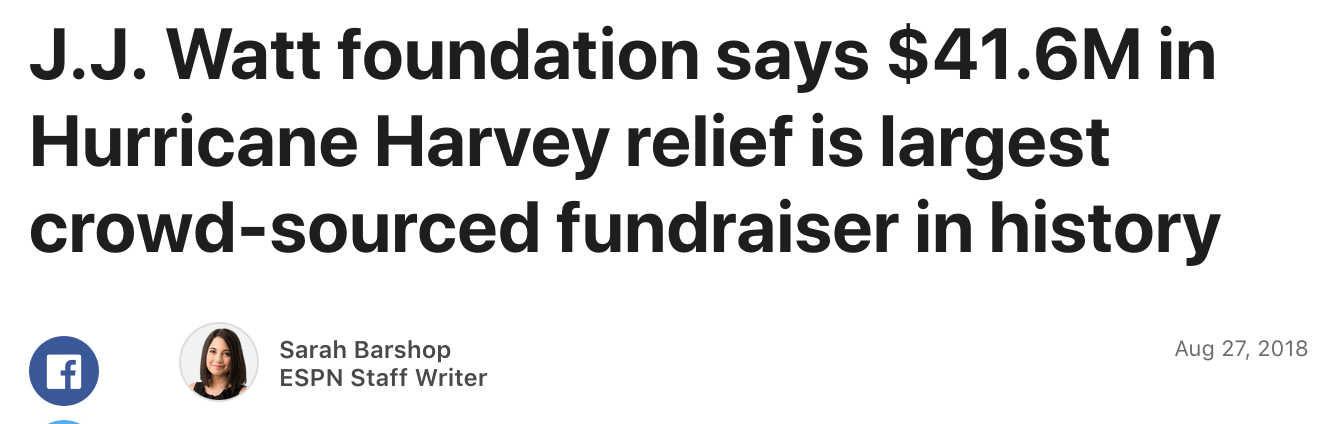 J.J. Watt foundation says $41.6M in
Hurricane Harvey relief is largest
crowd-sourced fundraiser in history
Sarah Barshop
ESPN Staff Writer
Aug 27, 2018